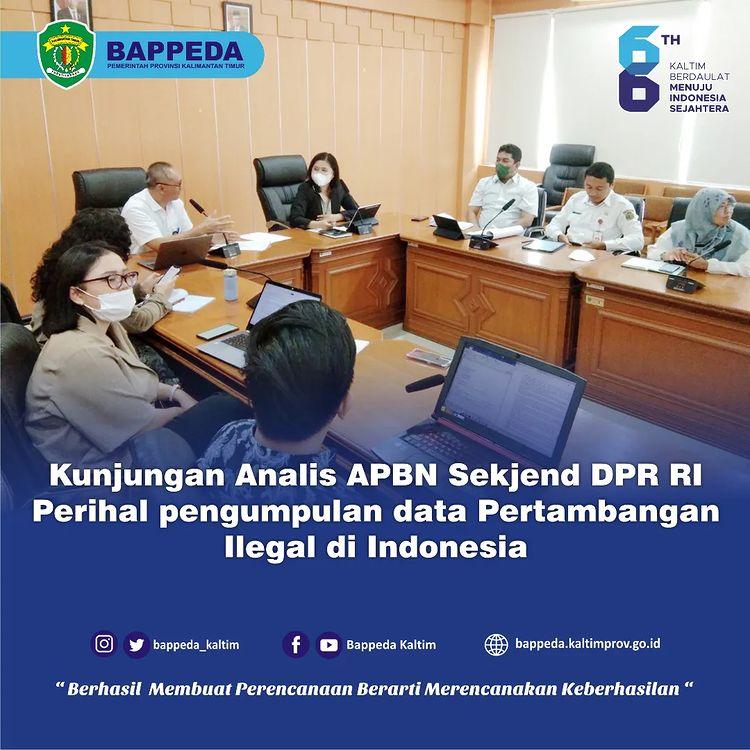 BAPPEDA
PEMERINTAH PROVINSI KALIMANTAN TIMUR
66TH
KALTIM
BERDAULAT
MENUJU
INDONESIA
SEJAHTERA
Kunjungan Analis APBN Sekjend DPR RI
Perihal pengumpulan data Pertambangan
Ilegal di Indonesia
bappeda_kaltim
Bappeda Kaltim
bappeda.kaltimprov.go.id
“ Berhasil Membuat Perencanaan Berarti Merencanakan Keberhasilan “